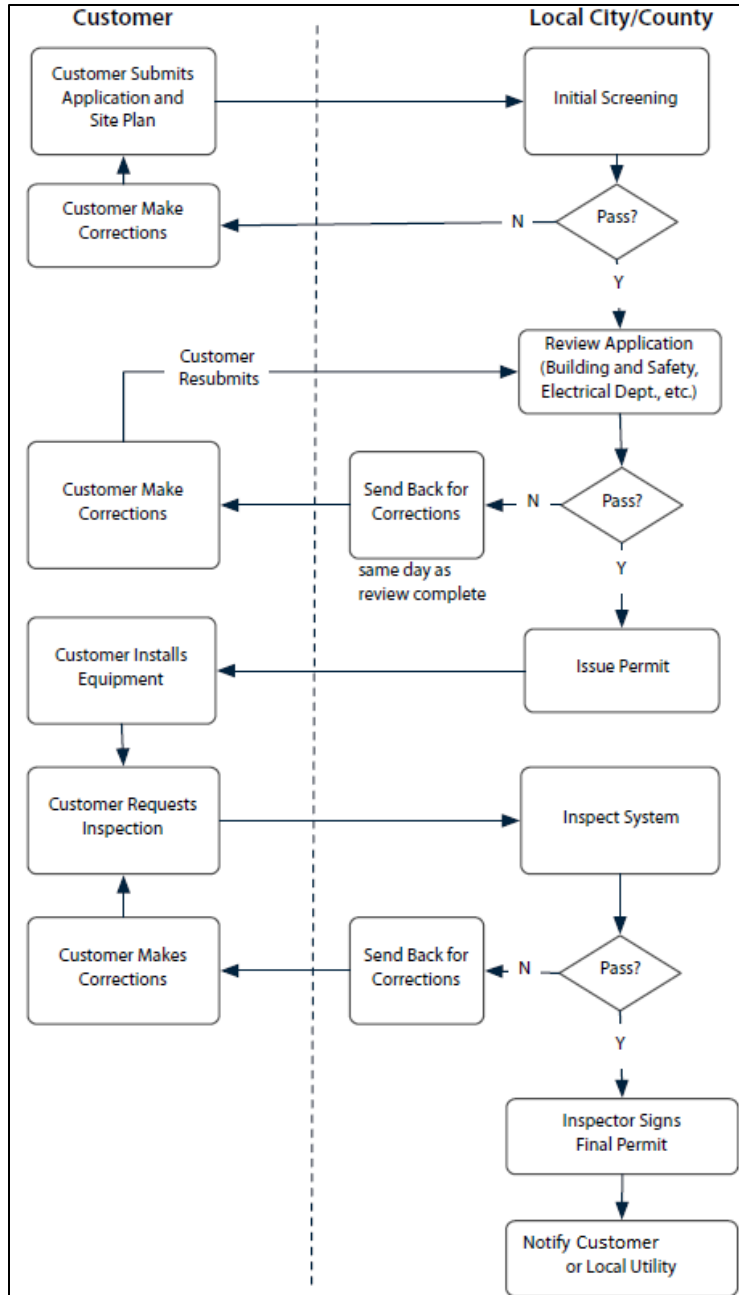 Customer
Local City/County
Customer Submits
Application and
Site Plan
Initial Screening
Customer Make
Corrections
N
Pass?
Y
Customer
Resubmits
Review Application
(Building and Safety,
Electrical Dept., etc.)
Customer Make
Corrections
Send Back for
Corrections
N
Pass?
same day as
review complete
Y
Customer Installs
Equipment
Issue Permit
Customer Requests
Inspection
Inspect System
Customer Makes
Corrections
Send Back for
Corrections
N
Pass?
Y
Inspector Signs
Final Permit
Notify Customer
or Local Utility